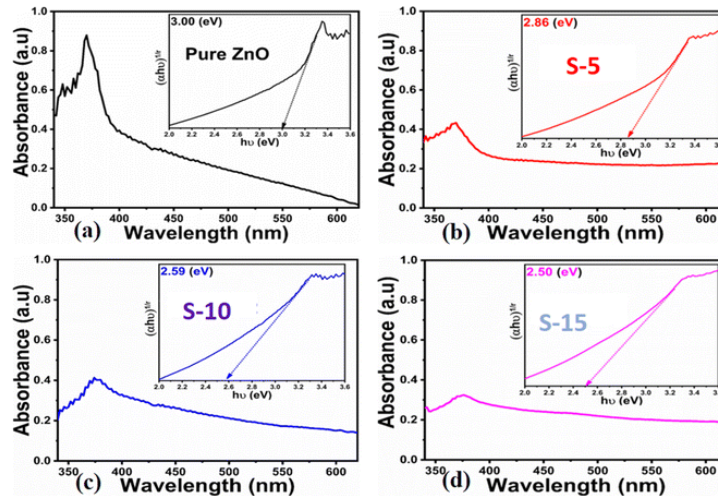 3.00 (eV)
Pure ZnO
(αhυ)¹/r
2.0 2.2 2.4 2.6 2.8 3.0 3.2 3.4 3.6
hυ (eV)
Absorbance (a.u)
1.0
0.8
0.6
0.4
0.2
0.0
350 400 450 500 550 600
Wavelength (nm)
(a)
2.86 (eV)
S-5
(αhυ)¹/r
2.0 2.2 2.4 2.6 2.8 3.0 3.2 3.4 3.6
hυ (eV)
Absorbance (a.u)
1.0
0.8
0.6
0.4
0.2
0.0
350 400 450 500 550 600
Wavelength (nm)
(b)
2.59 (eV)
S-10
(αhυ)¹/r
2.0 2.2 2.4 2.6 2.8 3.0 3.2 3.4 3.6
hυ (eV)
Absorbance (a.u)
1.0
0.8
0.6
0.4
0.2
0.0
350 400 450 500 550 600
Wavelength (nm)
(c)
2.50 (eV)
S-15
(αhυ)¹/r
2.0 2.2 2.4 2.6 2.8 3.0 3.2 3.4 3.6
hυ (eV)
Absorbance (a.u)
1.0
0.8
0.6
0.4
0.2
0.0
350 400 450 500 550 600
Wavelength (nm)
(d)